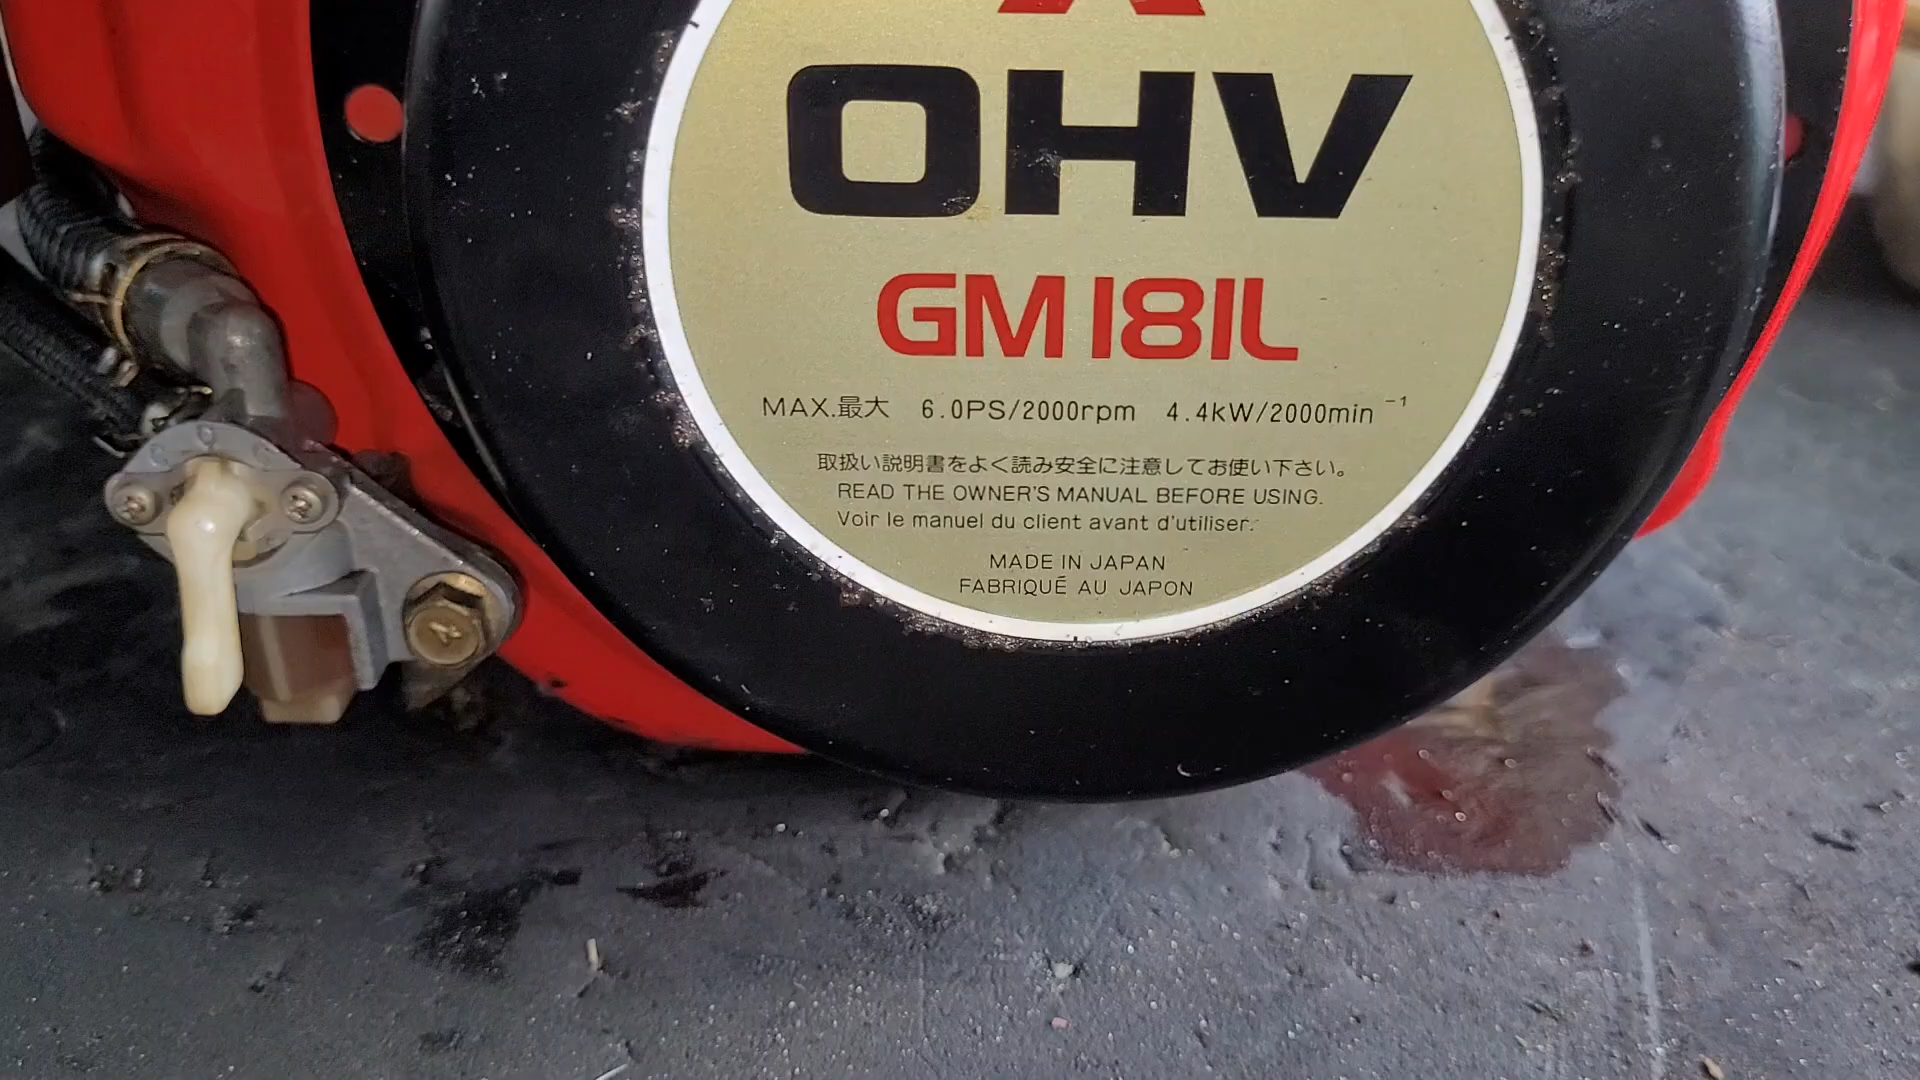 OHV
GM181L
MAX.最大 6.0PS/2000rpm 4.4kW/2000min⁻¹
取扱い説明書をよく読み安全に注意してお使い下さい。
READ THE OWNER'S MANUAL BEFORE USING.
Voir le manuel du client avant d'utiliser.
MADE IN JAPAN
FABRIQUÉ AU JAPON
4